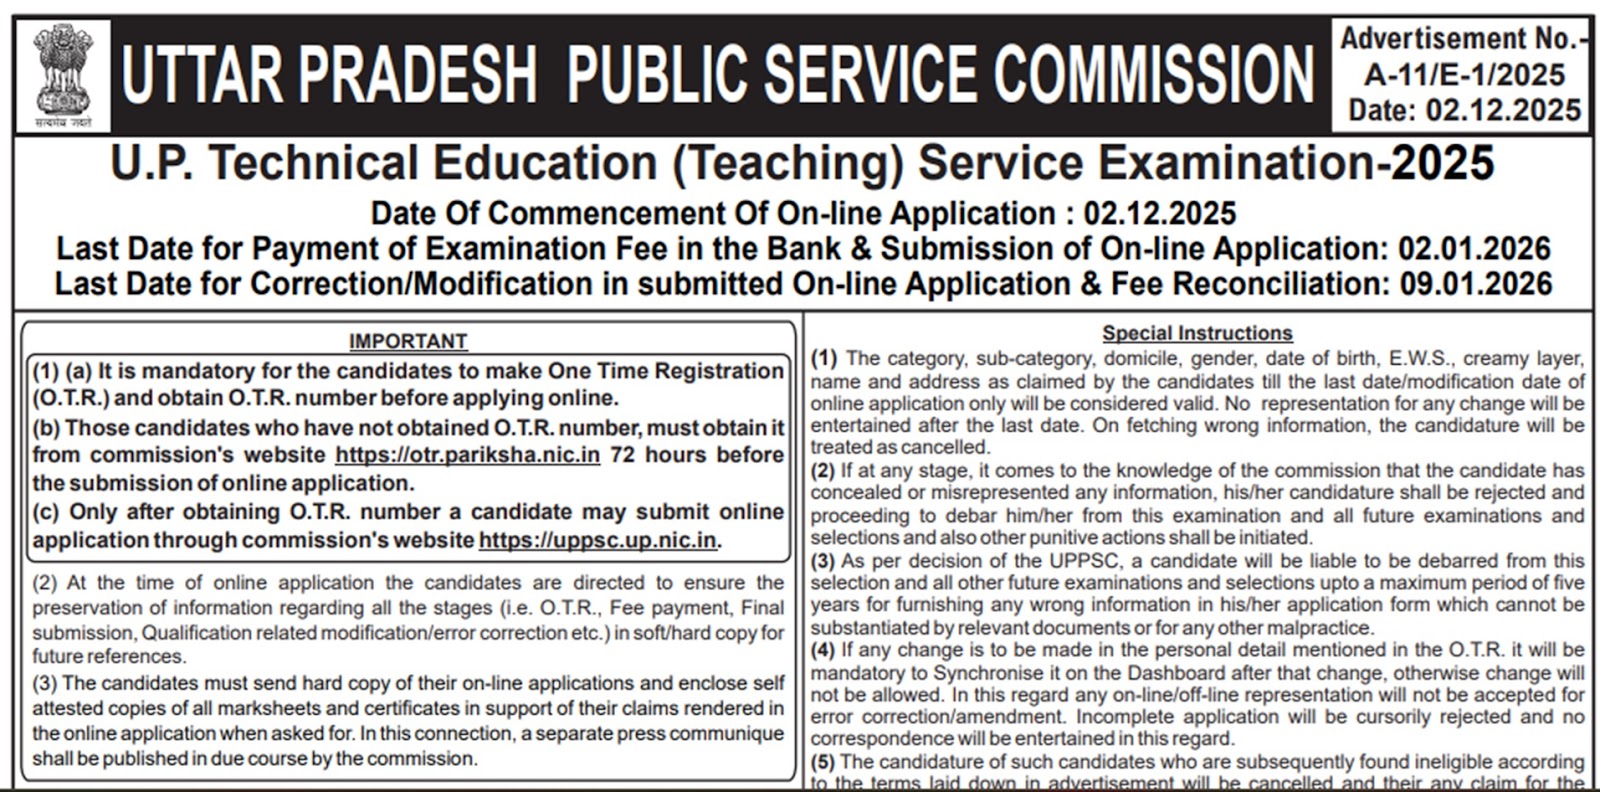 UTTAR PRADESH PUBLIC SERVICE COMMISSION
Advertisement No.-
A-11/E-1/2025
Date: 02.12.2025
सत्यमेव जयते
U.P. Technical Education (Teaching) Service Examination-2025
Date Of Commencement Of On-line Application : 02.12.2025
Last Date for Payment of Examination Fee in the Bank & Submission of On-line Application: 02.01.2026
Last Date for Correction/Modification in submitted On-line Application & Fee Reconciliation: 09.01.2026
IMPORTANT
(1) (a) It is mandatory for the candidates to make One Time Registration
(O.T.R.) and obtain O.T.R. number before applying online.
(b) Those candidates who have not obtained O.T.R. number, must obtain it
from commission's website https://otr.pariksha.nic.in 72 hours before
the submission of online application.
(c) Only after obtaining O.T.R. number a candidate may submit online
application through commission's website https://uppsc.up.nic.in.
(2) At the time of online application the candidates are directed to ensure the
preservation of information regarding all the stages (i.e. O.T.R., Fee payment, Final
submission, Qualification related modification/error correction etc.) in soft/hard copy for
future references.
(3) The candidates must send hard copy of their on-line applications and enclose self
attested copies of all marksheets and certificates in support of their claims rendered in
the online application when asked for. In this connection, a separate press communique
shall be published in due course by the commission.
Special Instructions
(1) The category, sub-category, domicile, gender, date of birth, E.W.S., creamy layer,
name and address as claimed by the candidates till the last date/modification date of
online application only will be considered valid. No representation for any change will be
entertained after the last date. On fetching wrong information, the candidature will be
treated as cancelled.
(2) If at any stage, it comes to the knowledge of the commission that the candidate has
concealed or misrepresented any information, his/her candidature shall be rejected and
proceeding to debar him/her from this examination and all future examinations and
selections and also other punitive actions shall be initiated.
(3) As per decision of the UPPSC, a candidate will be liable to be debarred from this
selection and all other future examinations and selections upto a maximum period of five
years for furnishing any wrong information in his/her application form which cannot be
substantiated by relevant documents or for any other malpractice.
(4) If any change is to be made in the personal detail mentioned in the O.T.R. it will be
mandatory to Synchronise it on the Dashboard after that change, otherwise change will
not be allowed. In this regard any on-line/off-line representation will not be accepted for
error correction/amendment. Incomplete application will be cursorily rejected and no
correspondence will be entertained in this regard.
(5) The candidature of such candidates who are subsequently found ineligible according
to the terms laid down in advertisement will be cancelled and their any claim for the